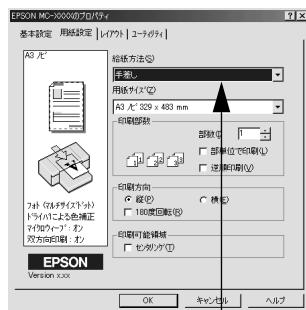 EPSON MC-XXXXのプロパティ
基本設定 用紙設定 レイアウト ユーティリティ
A3 ノビ
給紙方法(S)
手差し
用紙サイズ(Z)
A3 ノビ 329 x 483 mm
印刷部数
部数(C) 1
部単位で印刷(L)
逆順印刷(V)
印刷方向
縦(P) 横(E)
180度回転(R)
フォト (マルチサイズドット)
ドライバによる色補正
マイクロウィーブ : オン
双方向印刷 : オン
印刷可能領域
センタリング(T)
EPSON
Version x.xx
OK キャンセル ヘルプ